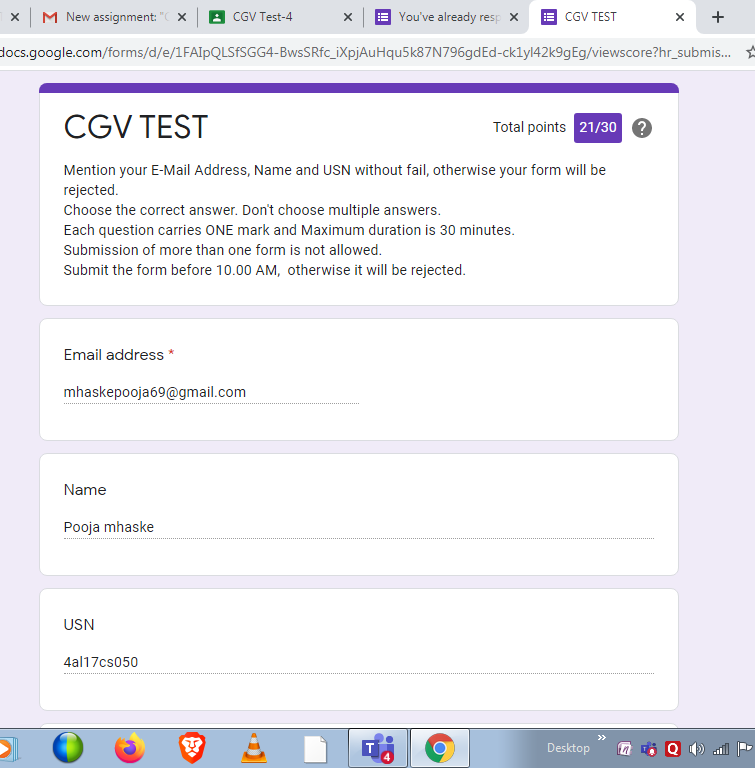 New assignment: "C
CGV Test-4
You've already resp
CGV TEST
docs.google.com/forms/d/e/1FAIpQLSfSGG4-BwsSRfc_iXpjAuHqu5k87N796gdEd-ck1yl42k9gEg/viewscore?hr_submis...
CGV TEST
Total points 21/30 ?
Mention your E-Mail Address, Name and USN without fail, otherwise your form will be
rejected.
Choose the correct answer. Don't choose multiple answers.
Each question carries ONE mark and Maximum duration is 30 minutes.
Submission of more than one form is not allowed.
Submit the form before 10.00 AM,  otherwise it will be rejected.
Email address *
mhaskepooja69@gmail.com
Name
Pooja mhaske
USN
4al17cs050
T 4
Desktop »
Q